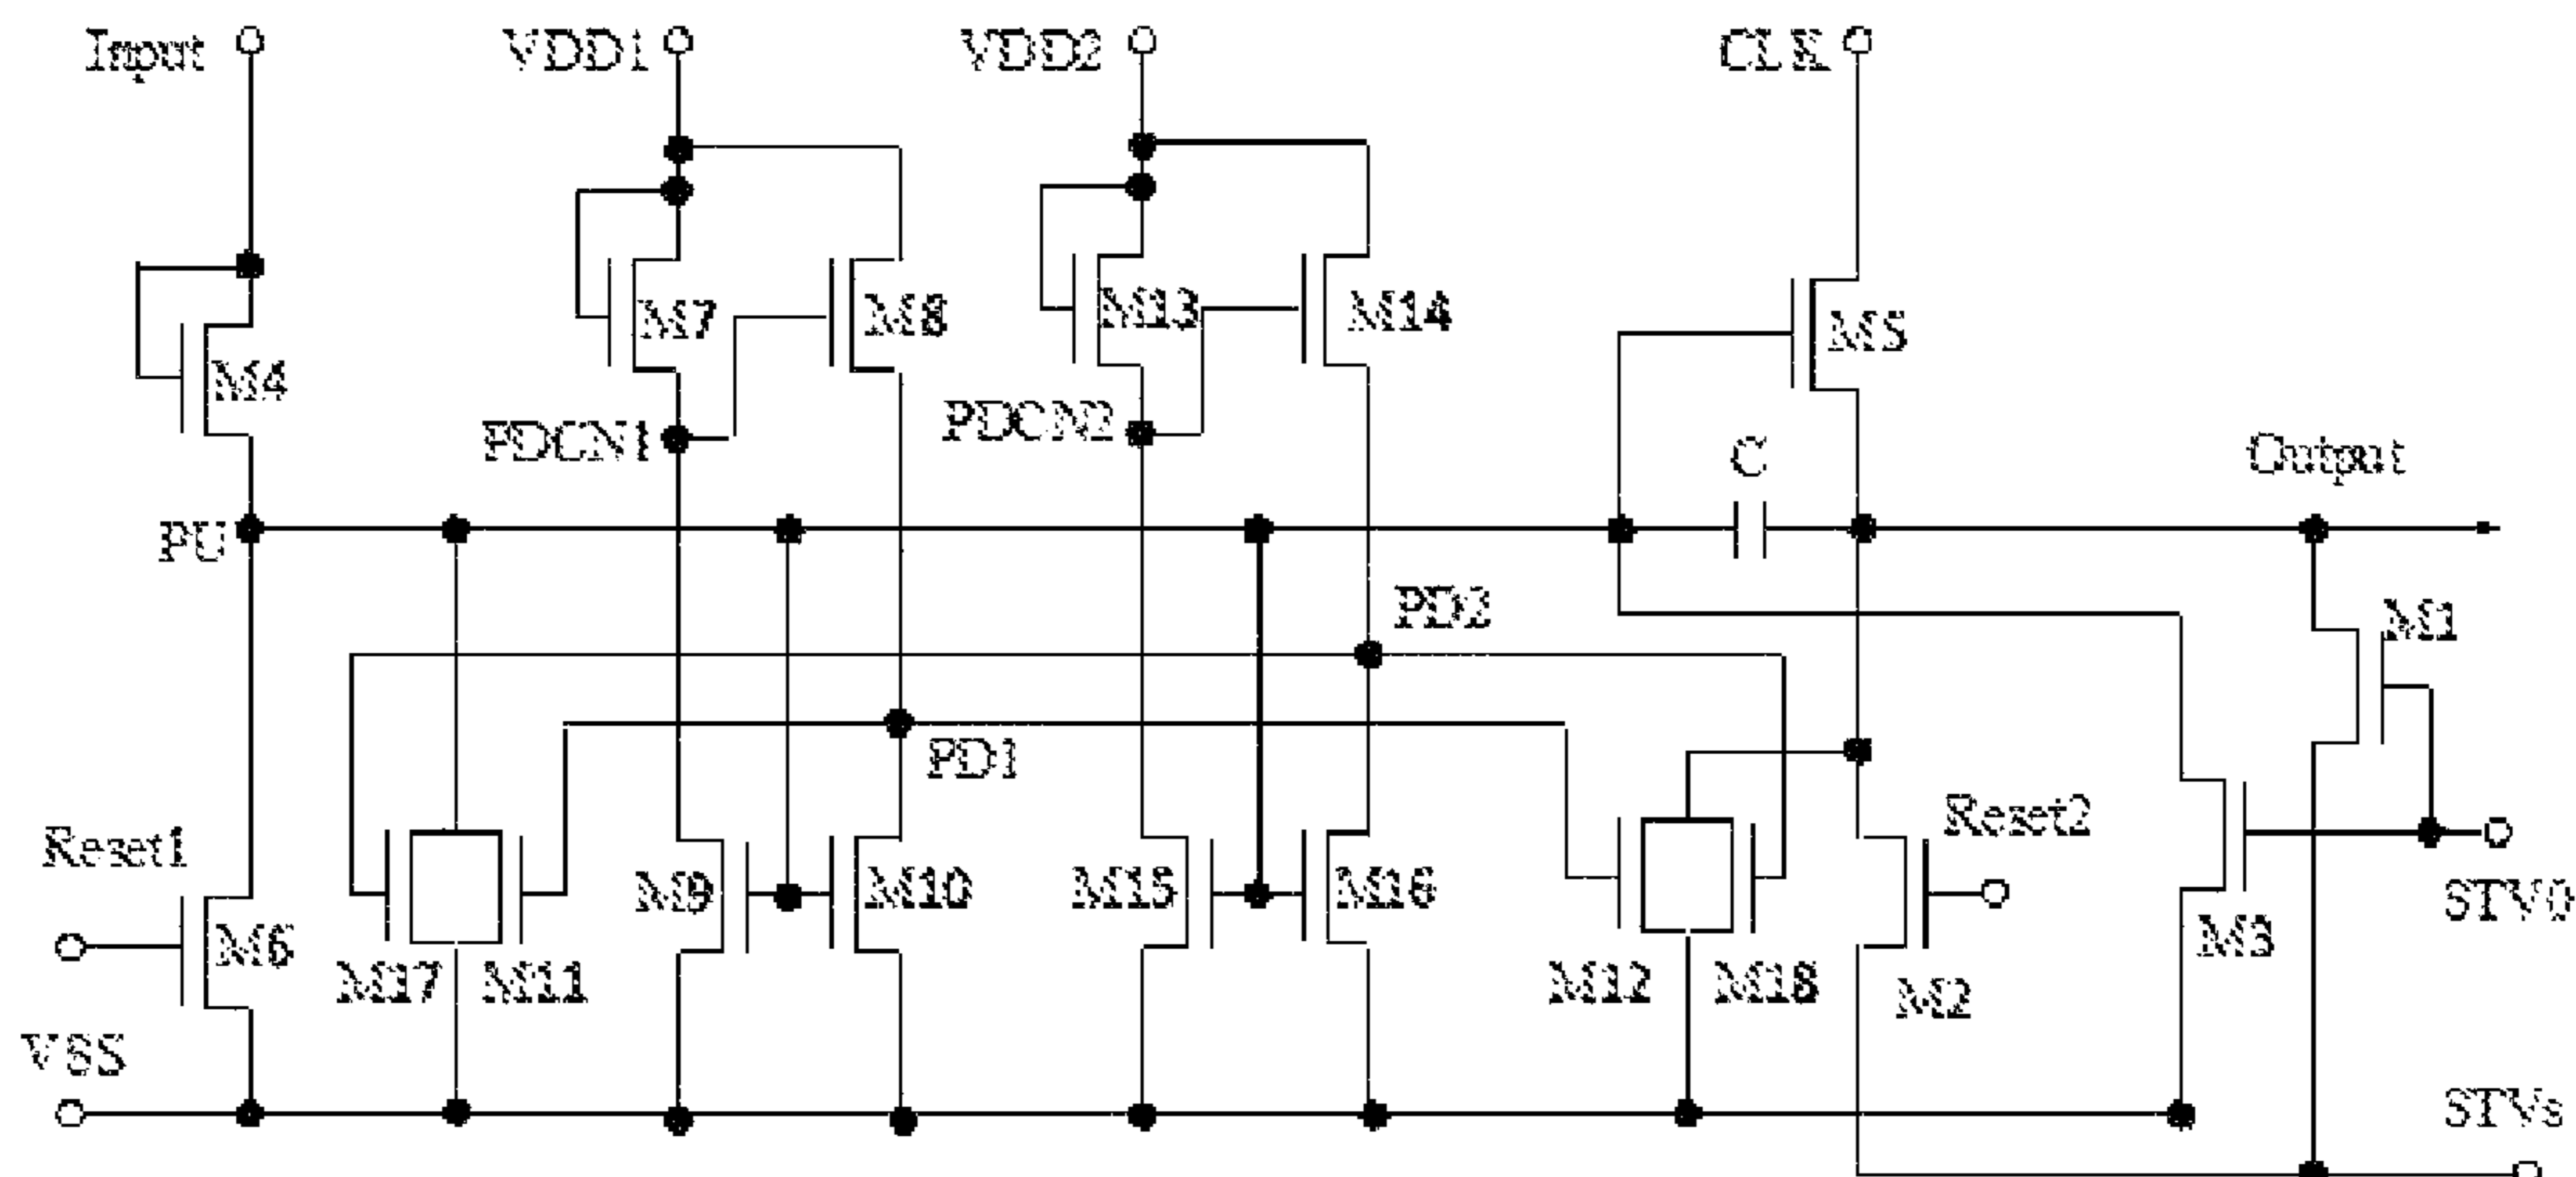 Input
VDD1
VDD2
CLK
M4
M7
M8
M13
M14
M5
PDCN1
PDCN2
C
Output
PU
PD2
M1
PD1
Reset1
Reset2
M6
M17
M11
M9
M10
M15
M16
M12
M18
M2
M3
STV0
VSS
STVs